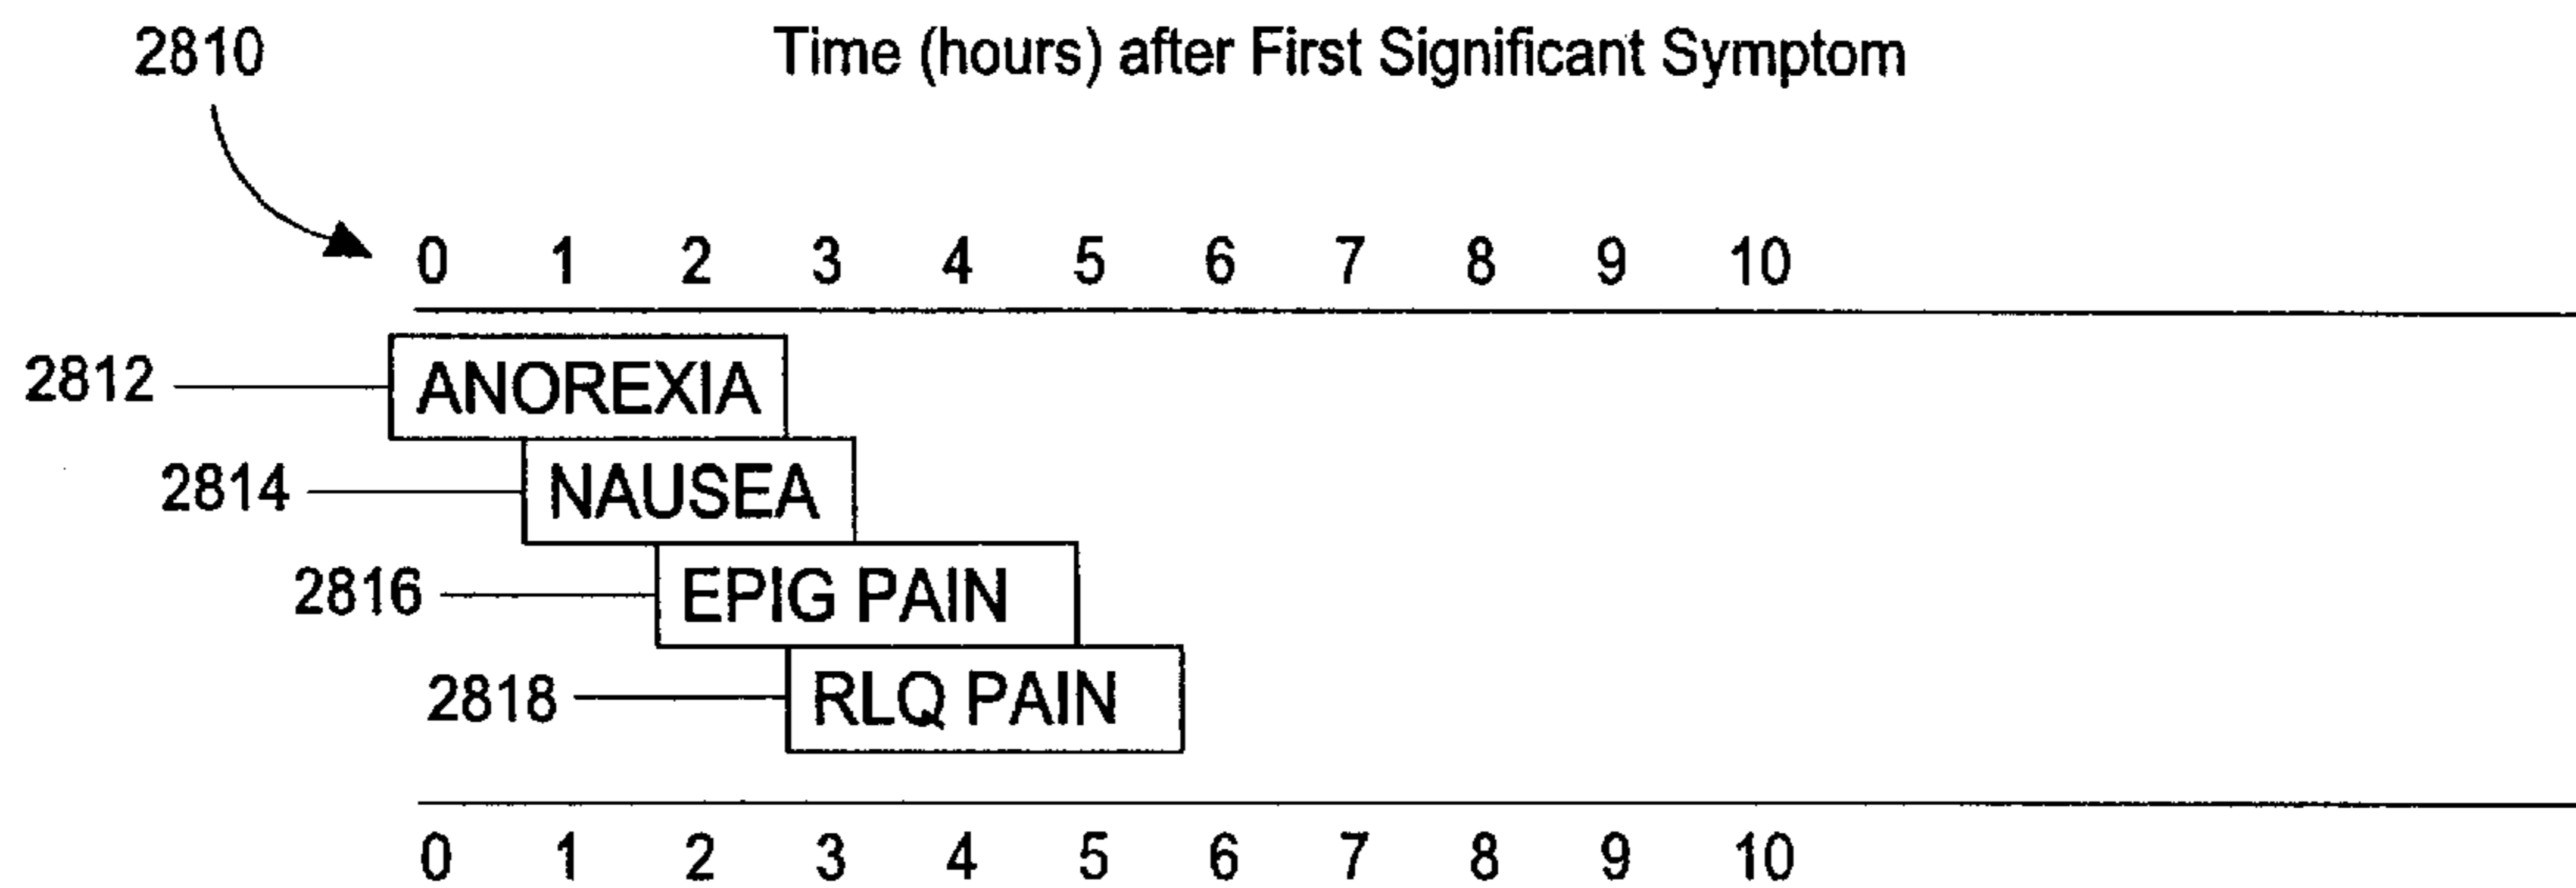 2810 Time (hours) after First Significant Symptom
0 1 2 3 4 5 6 7 8 9 10
2812 ANOREXIA
2814 NAUSEA
2816 EPIG PAIN
2818 RLQ PAIN
0 1 2 3 4 5 6 7 8 9 10